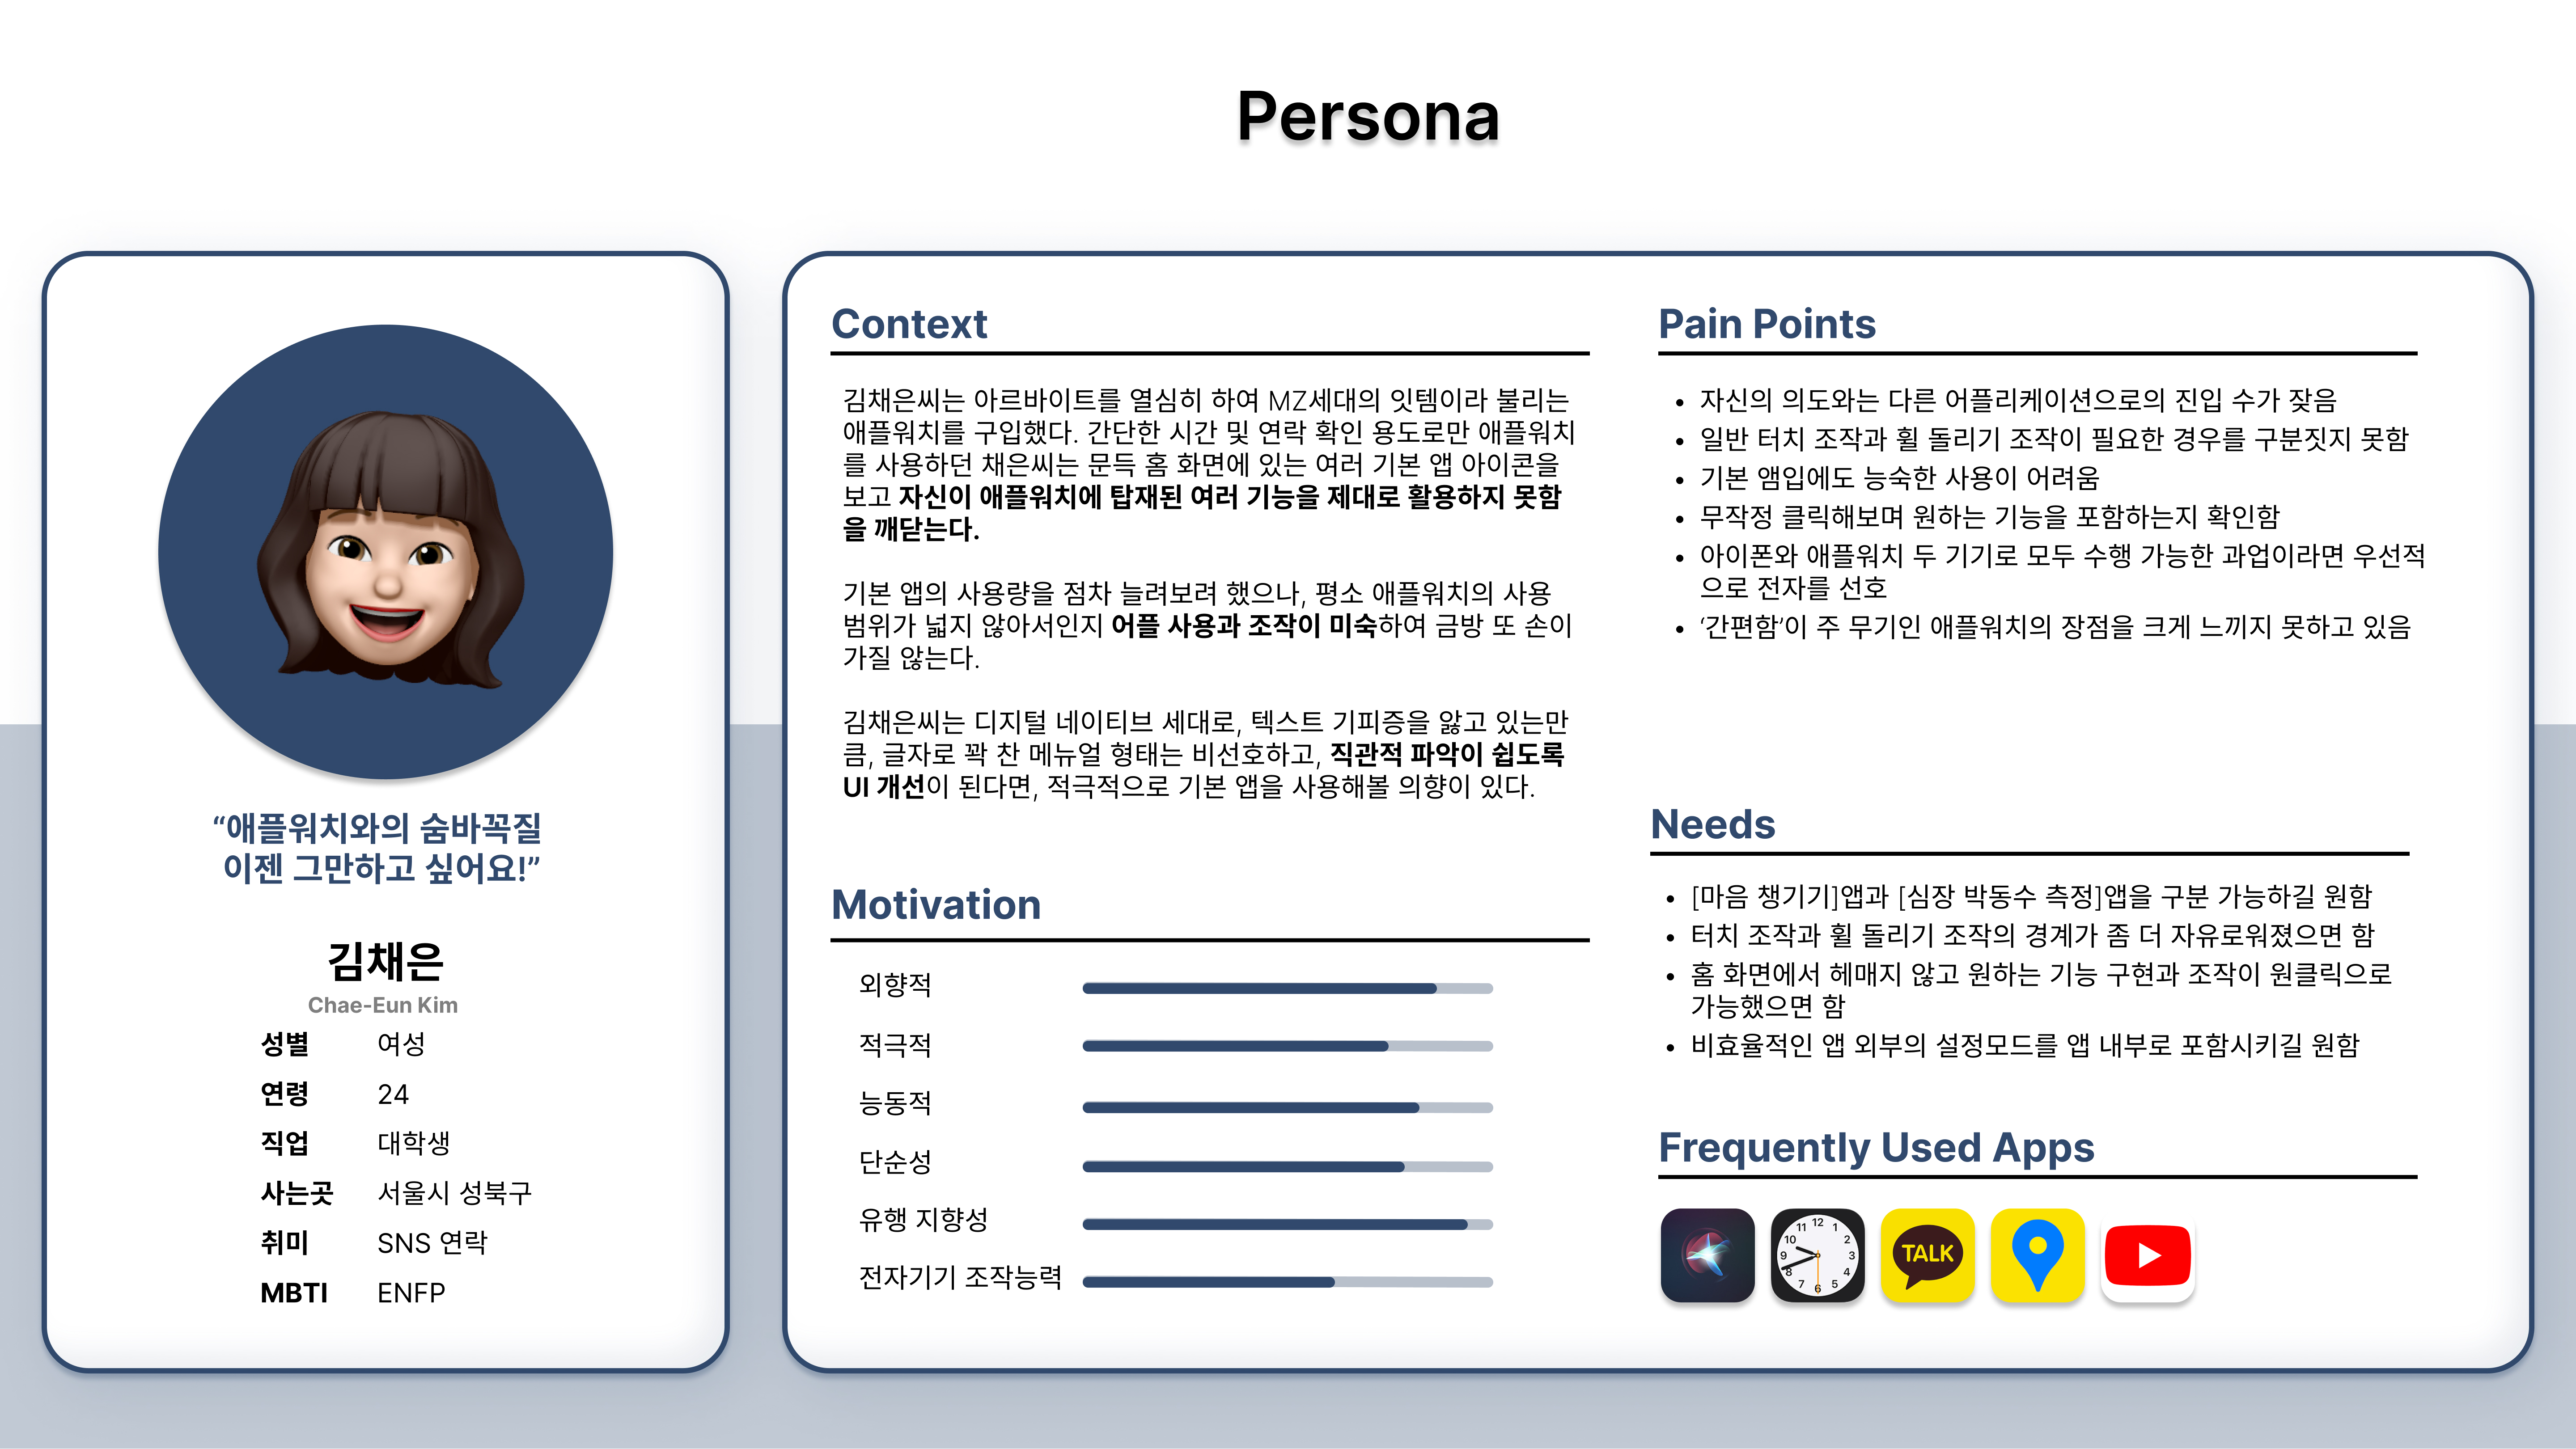 Persona
“애플워치와의 숨바꼭질
이젠 그만하고 싶어요!”
김채은
Chae-Eun Kim
성별 여성
연령 24
직업 대학생
사는곳 서울시 성북구
취미 SNS 연락
MBTI ENFP
Context
김채은씨는 아르바이트를 열심히 하여 MZ세대의 잇템이라 불리는
애플워치를 구입했다. 간단한 시간 및 연락 확인 용도로만 애플워치
를 사용하던 채은씨는 문득 홈 화면에 있는 여러 기본 앱 아이콘을
보고 자신이 애플워치에 탑재된 여러 기능을 제대로 활용하지 못함
을 깨닫는다.
기본 앱의 사용량을 점차 늘려보려 했으나, 평소 애플워치의 사용
범위가 넓지 않아서인지 어플 사용과 조작이 미숙하여 금방 또 손이
가질 않는다.
김채은씨는 디지털 네이티브 세대로, 텍스트 기피증을 앓고 있는만
큼, 글자로 꽉 찬 메뉴얼 형태는 비선호하고, 직관적 파악이 쉽도록
UI 개선이 된다면, 적극적으로 기본 앱을 사용해볼 의향이 있다.
Motivation
외향적
적극적
능동적
단순성
유행 지향성
전자기기 조작능력
Pain Points
• 자신의 의도와는 다른 어플리케이션으로의 진입 수가 잦음
• 일반 터치 조작과 휠 돌리기 조작이 필요한 경우를 구분짓지 못함
• 기본 앰입에도 능숙한 사용이 어려움
• 무작정 클릭해보며 원하는 기능을 포함하는지 확인함
• 아이폰와 애플워치 두 기기로 모두 수행 가능한 과업이라면 우선적
으로 전자를 선호
• ‘간편함’이 주 무기인 애플워치의 장점을 크게 느끼지 못하고 있음
Needs
• [마음 챙기기]앱과 [심장 박동수 측정]앱을 구분 가능하길 원함
• 터치 조작과 휠 돌리기 조작의 경계가 좀 더 자유로워졌으면 함
• 홈 화면에서 헤매지 않고 원하는 기능 구현과 조작이 원클릭으로
가능했으면 함
• 비효율적인 앱 외부의 설정모드를 앱 내부로 포함시키길 원함
Frequently Used Apps
12 1 2 3 4 5 6 7 8 9 10 11
TALK